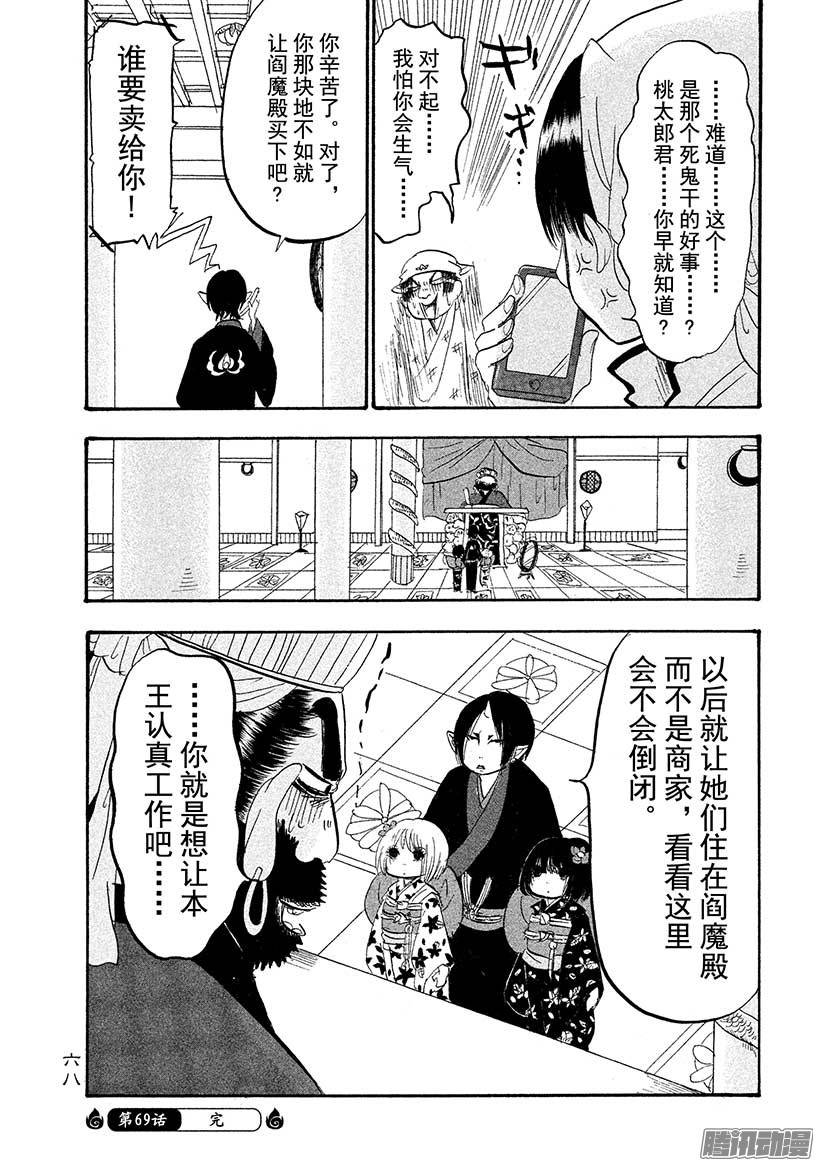 ……难道……这个……
是那个死鬼干的好事……?
桃太郎君……你早就知道?
对不起……
我怕你会生气
……
你辛苦了。对了,
你那块地不如就
让阎魔殿买下吧?
谁要卖给你!
以后就让她们住在阎魔殿
而不是商家,看看这里
会不会倒闭。
……你就是想让本
王认真工作吧……
六八
第69话 完
腾讯动漫